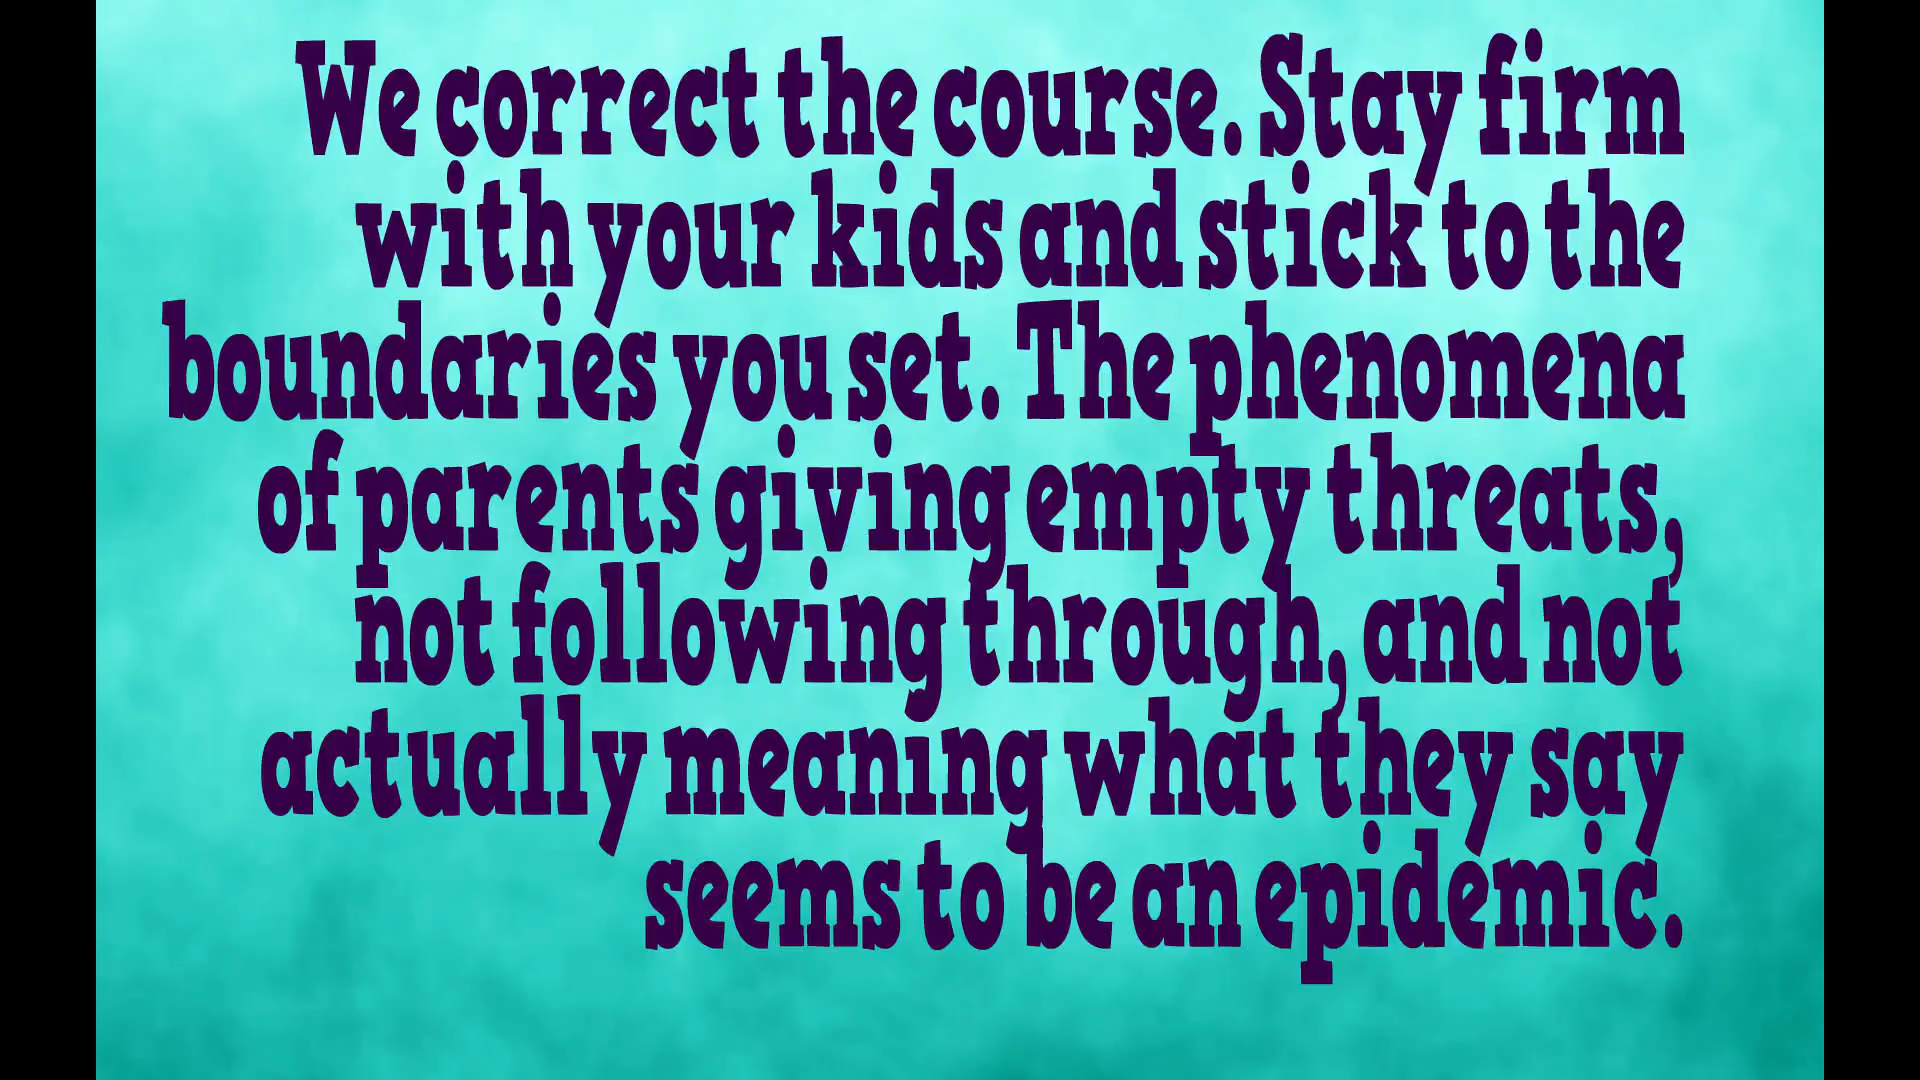 We correct the course. Stay firm
with your kids and stick to the
boundaries you set. The phenomena
of parents giving empty threats,
not following through, and not
actually meaning what they say
seems to be an epidemic.